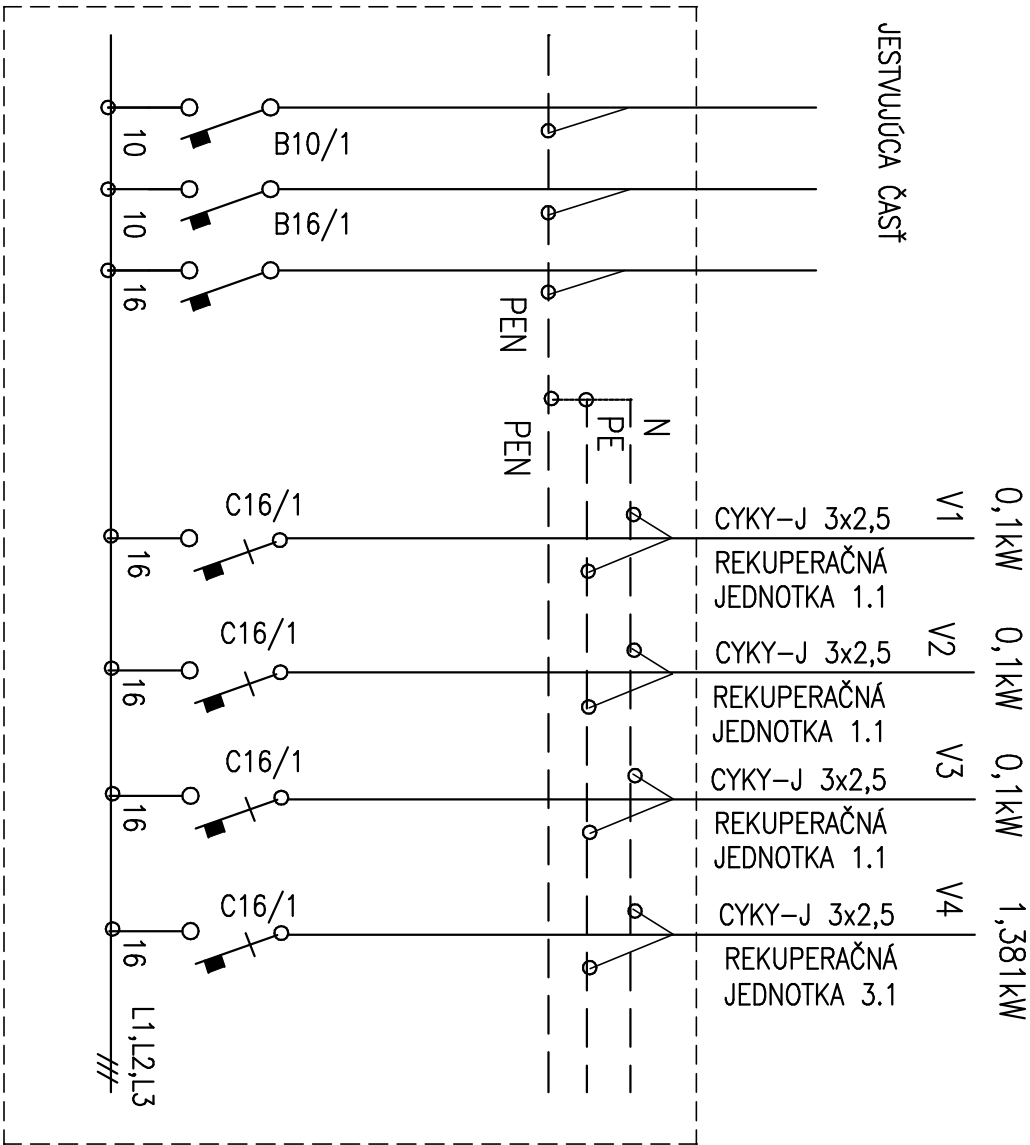 JESTVUJÚCA ČASŤ
10
B10/1
10
B16/1
16
PEN
N
PE
PEN
0,1kW
V1
C16/1
16
CYKY-J 3x2,5
REKUPERAČNÁ
JEDNOTKA 1.1
0,1kW
V2
C16/1
16
CYKY-J 3x2,5
REKUPERAČNÁ
JEDNOTKA 1.1
0,1kW
V3
C16/1
16
CYKY-J 3x2,5
REKUPERAČNÁ
JEDNOTKA 1.1
1,381kW
V4
C16/1
16
CYKY-J 3x2,5
REKUPERAČNÁ
JEDNOTKA 3.1
L1,L2,L3